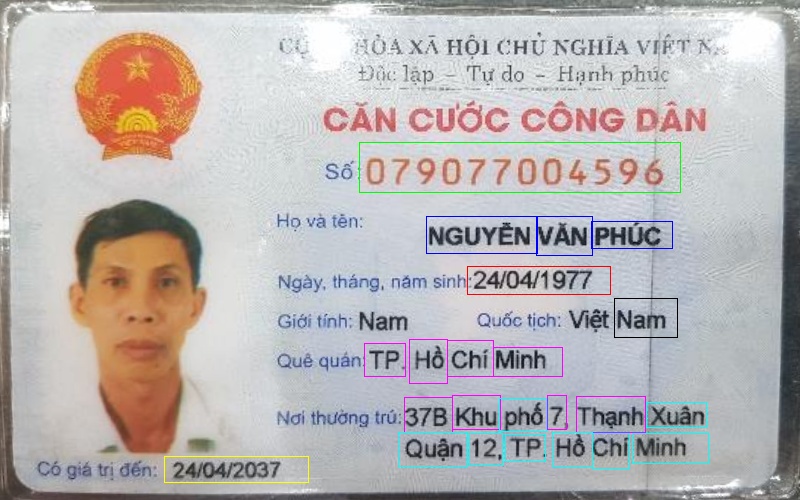 HÒA XÃ HỘI CHỦ NGHĨA VIỆT
Độc lập - Tự do - Hạnh phúc
CĂN CƯỚC CÔNG DÂN
Số 079077004596
Họ và tên:
NGUYỄN VĂN PHÚC
Ngày, tháng, năm sinh: 24/04/1977
Giới tính: Nam Quốc tịch: Việt Nam
Quê quán: TP. Hồ Chí Minh
Nơi thường trú: 37B Khu phố 7, Thạnh Xuân
Quận 12, TP. Hồ Chí Minh
Có giá trị đến: 24/04/2037